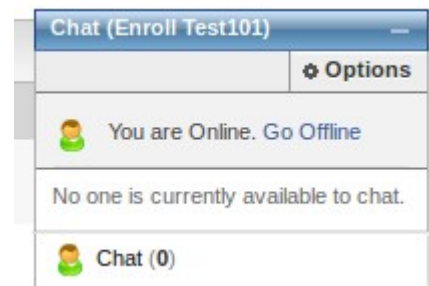 Chat (Enroll Test101)
Options
You are Online. Go Offline
No one is currently available to chat.
Chat (0)